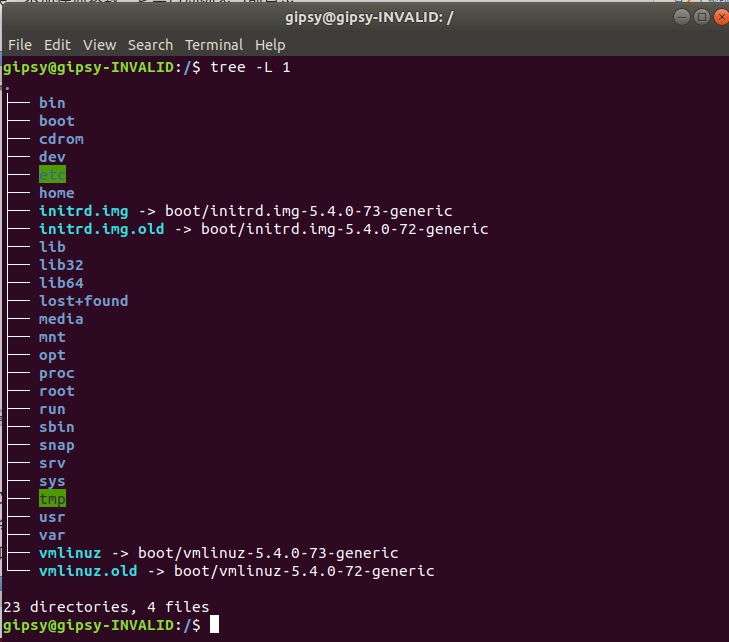 gipsy@gipsy-INVALID: /
File Edit View Search Terminal Help
gipsy@gipsy-INVALID:/$ tree -L 1
.
├── bin
├── boot
├── cdrom
├── dev
├── etc
├── home
├── initrd.img -> boot/initrd.img-5.4.0-73-generic
├── initrd.img.old -> boot/initrd.img-5.4.0-72-generic
├── lib
├── lib32
├── lib64
├── lost+found
├── media
├── mnt
├── opt
├── proc
├── root
├── run
├── sbin
├── snap
├── srv
├── sys
├── tmp
├── usr
├── var
├── vmlinuz -> boot/vmlinuz-5.4.0-73-generic
└── vmlinuz.old -> boot/vmlinuz-5.4.0-72-generic
23 directories, 4 files
gipsy@gipsy-INVALID:/$